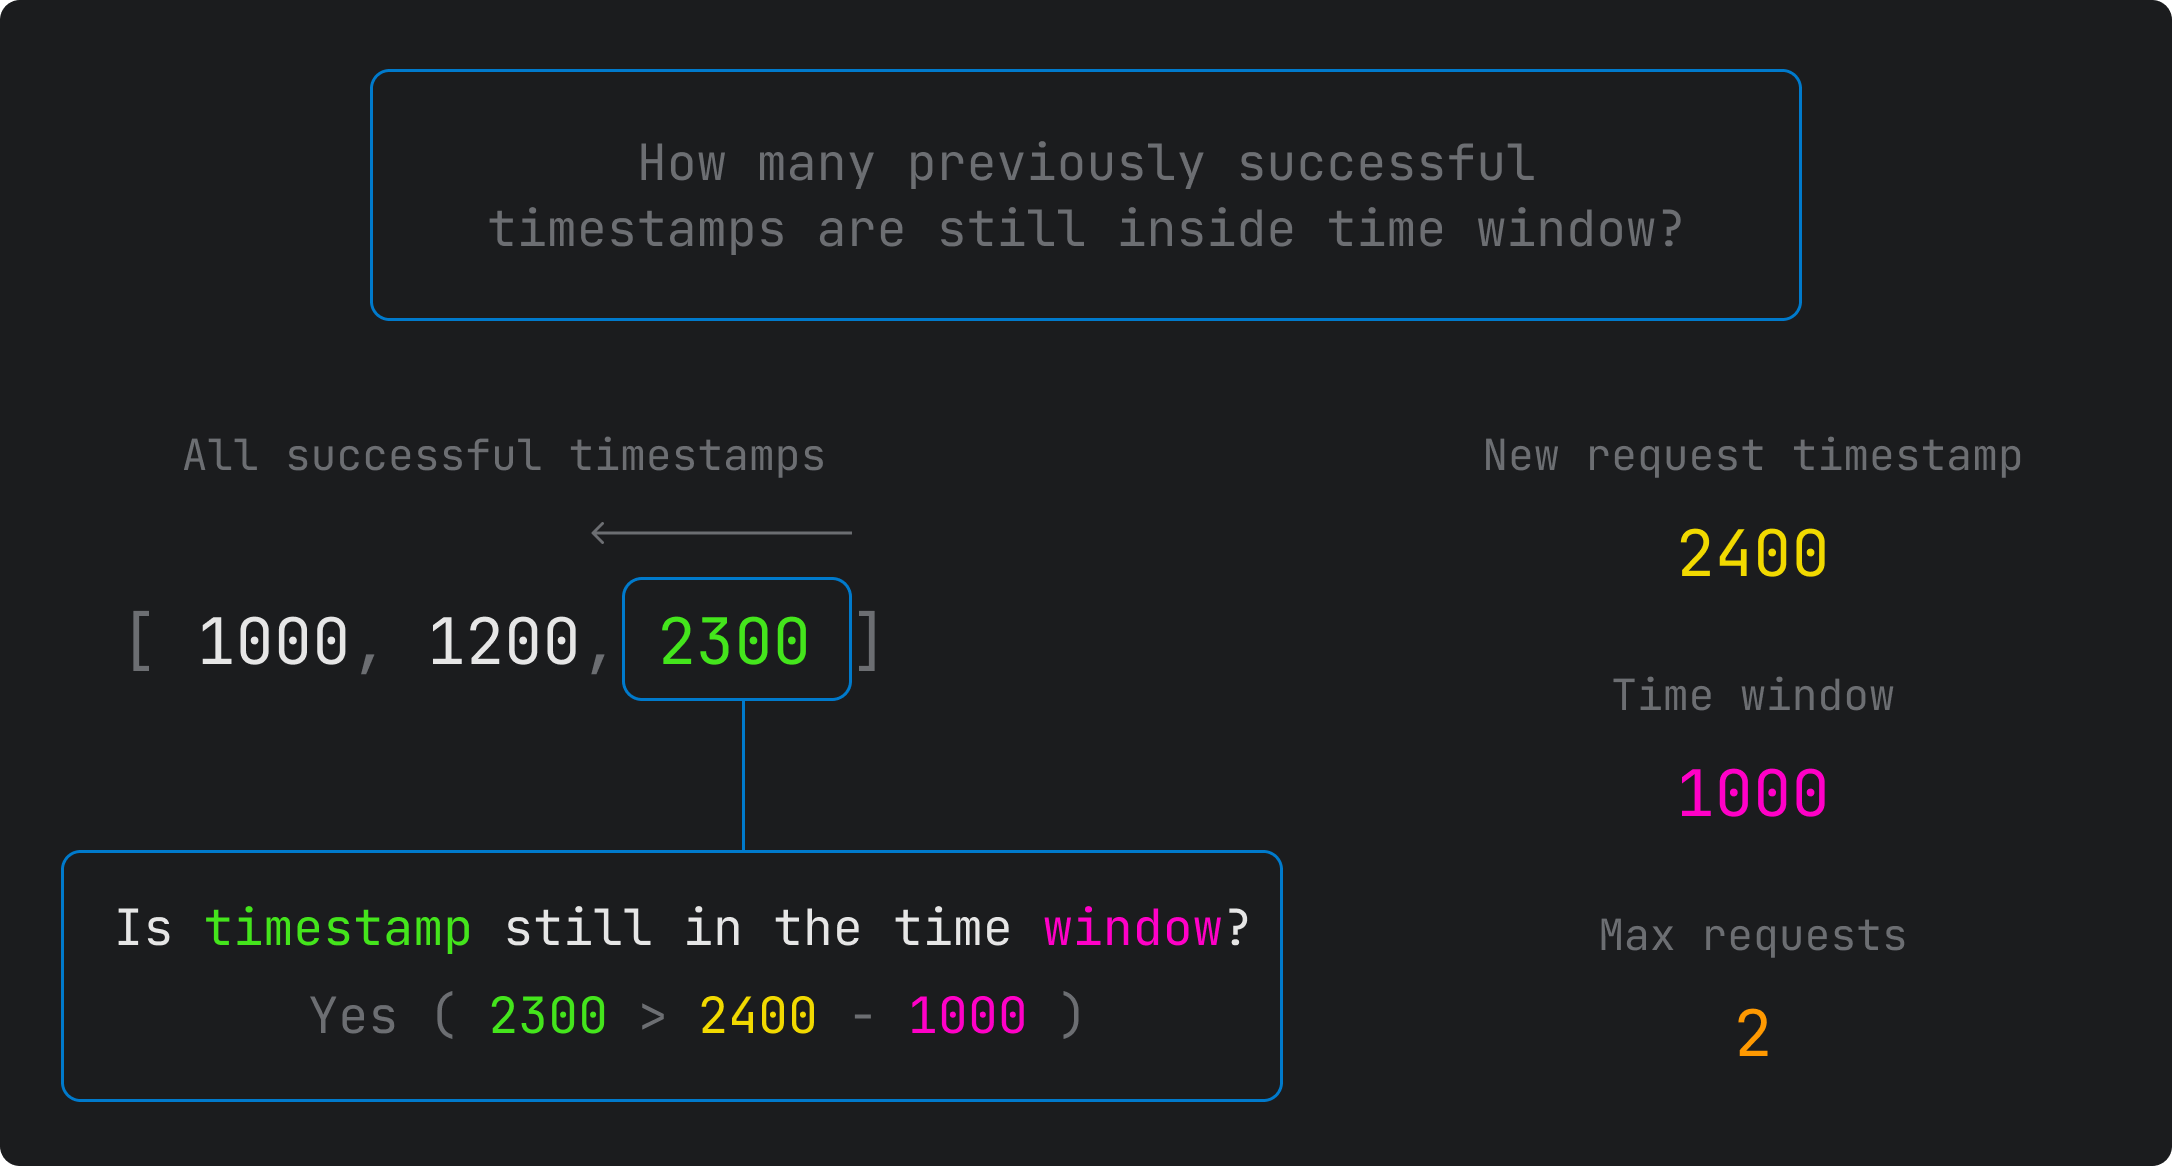 How many previously successful
timestamps are still inside time window?
All successful timestamps
[ 1000, 1200, 2300 ]
Is timestamp still in the time window?
Yes ( 2300 > 2400 - 1000 )
New request timestamp
2400
Time window
1000
Max requests
2